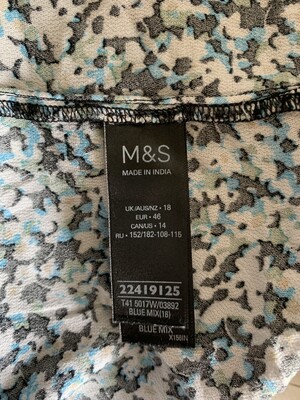 M&S
MADE IN INDIA
UK/AUS/NZ • 18
EUR • 46
CAN/US • 14
RU • 152/182-108-115
22419125
T41 5017W/03892
BLUE MIX(18)
BLUE MIX
X15BIN